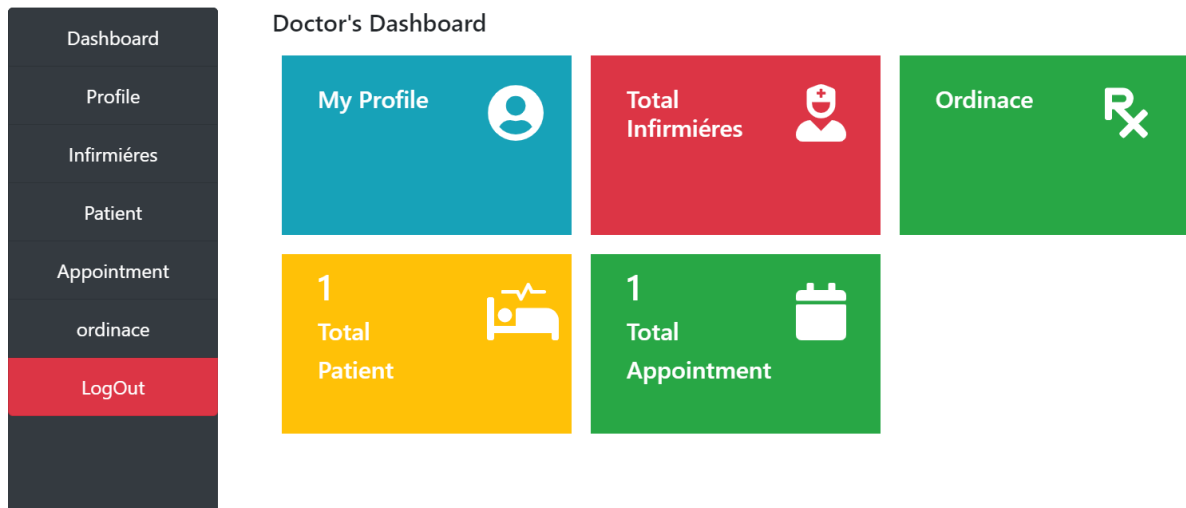 Dashboard
Profile
Infirmiéres
Patient
Appointment
ordinace
LogOut
Doctor's Dashboard
My Profile
Total
Infirmiéres
Ordinace
1
Total
Patient
1
Total
Appointment